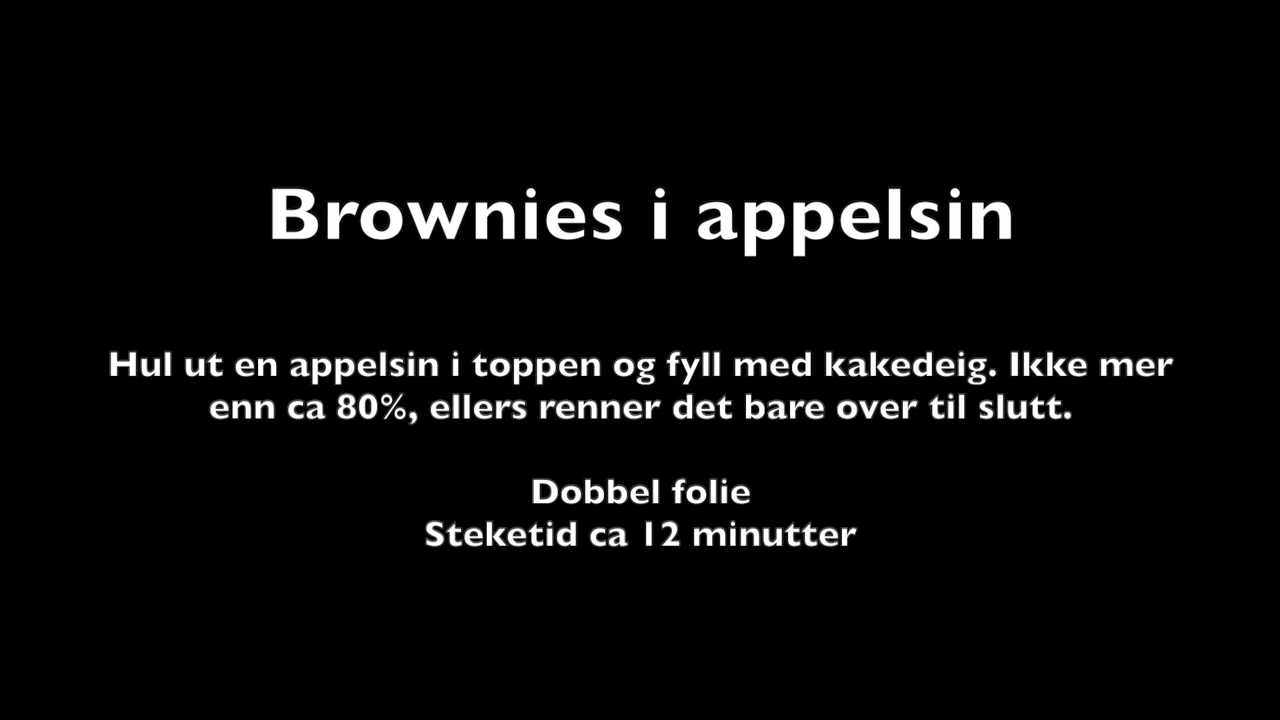 Brownies i appelsin
Hul ut en appelsin i toppen og fyll med kakedeig. Ikke mer
enn ca 80%, ellers renner det bare over til slutt.
Dobbel folie
Steketid ca 12 minutter